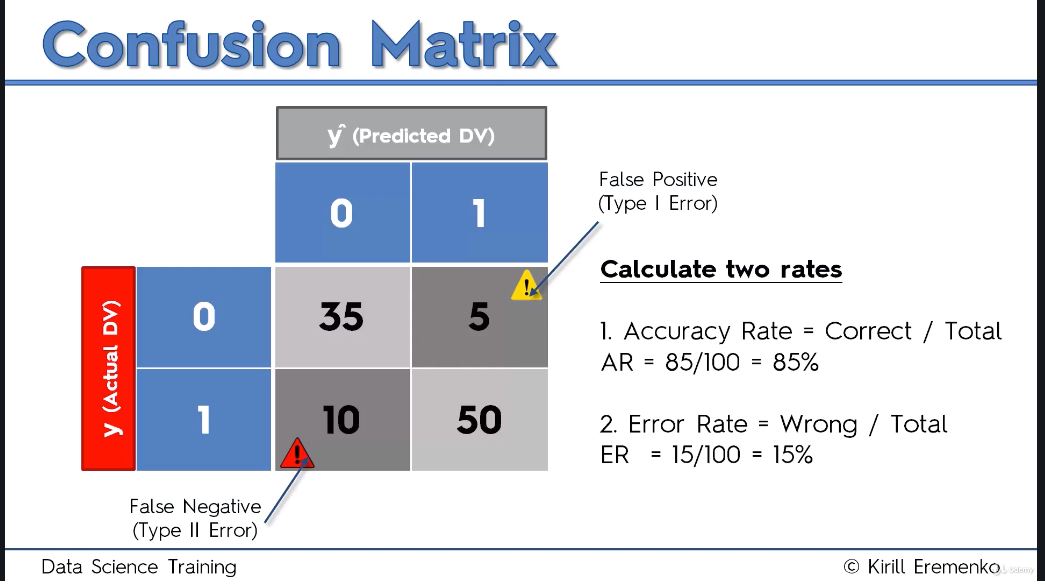 Confusion Matrix
ŷ (Predicted DV)
0 1
False Positive
(Type I Error)
y (Actual DV)
0 35 5
1 10 50
False Negative
(Type II Error)
Calculate two rates
1. Accuracy Rate = Correct / Total
AR = 85/100 = 85%
2. Error Rate = Wrong / Total
ER = 15/100 = 15%
Data Science Training
© Kirill Eremenko
Udemy